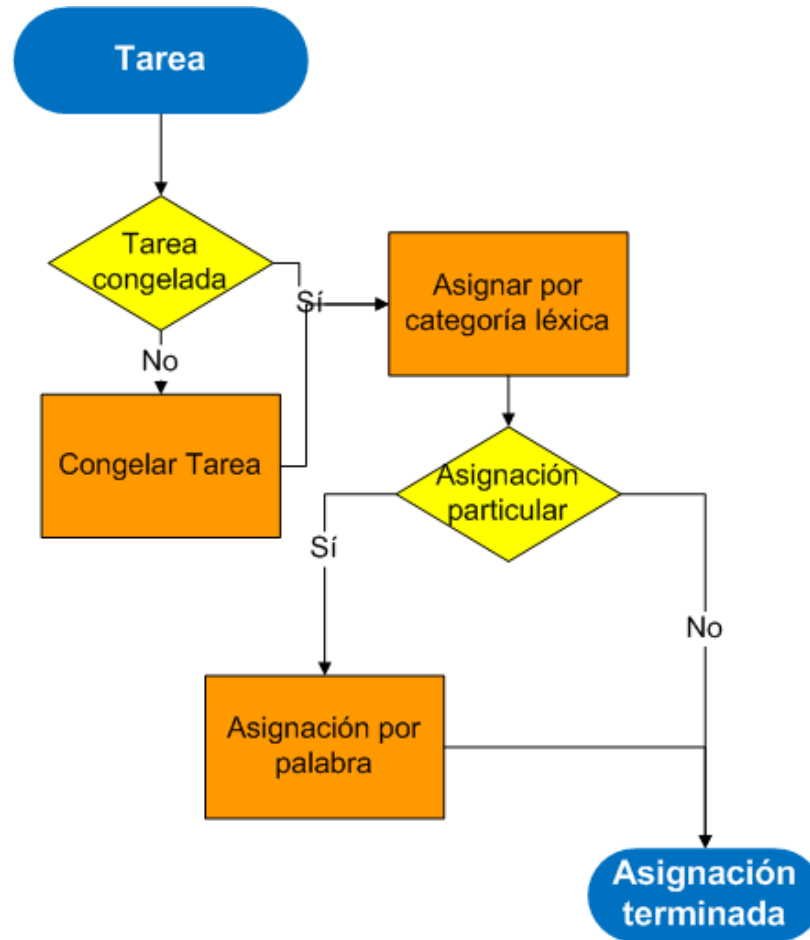 Tarea
Tarea
congelada
Sí
Asignar por
categoría léxica
No
Congelar Tarea
Asignación
particular
Sí
No
Asignación por
palabra
Asignación
terminada